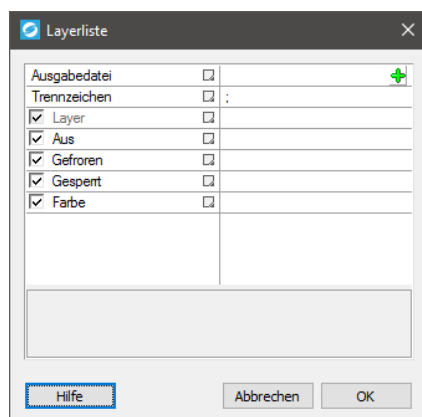 Layerliste
Ausgabedatei
Trennzeichen ;
Layer
Aus
Gefroren
Gesperrt
Farbe
Hilfe Abbrechen OK